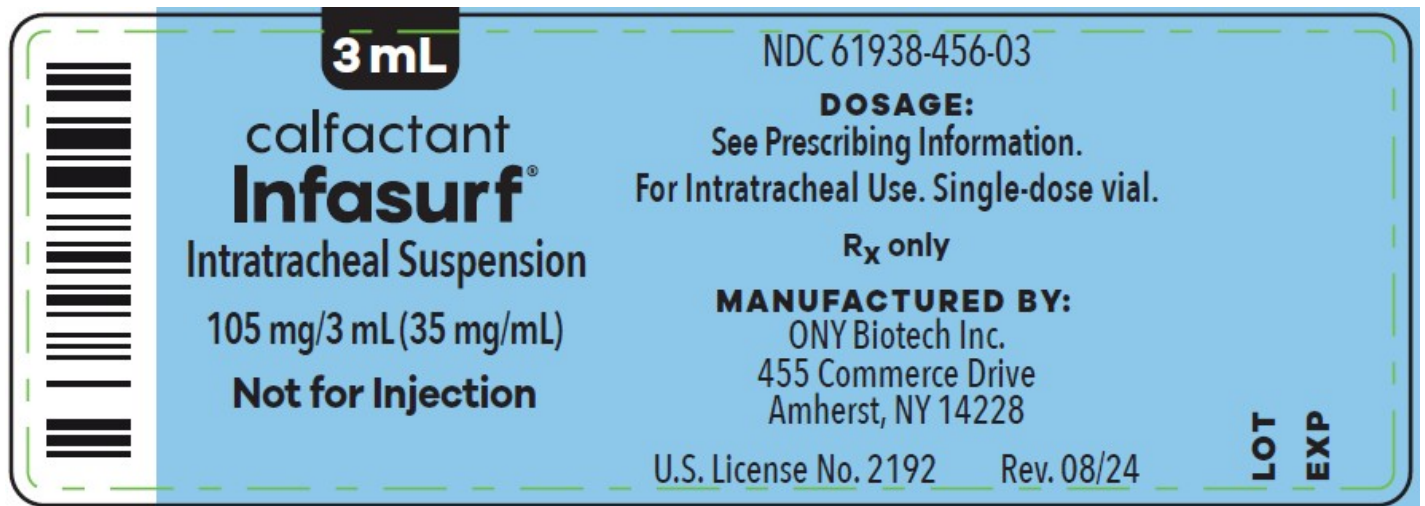 3 mL
calfactant
Infasurf®
Intratracheal Suspension
105 mg/3 mL (35 mg/mL)
Not for Injection
NDC 61938-456-03
DOSAGE:
See Prescribing Information.
For Intratracheal Use. Single-dose vial.
Rx only
MANUFACTURED BY:
ONY Biotech Inc.
455 Commerce Drive
Amherst, NY 14228
U.S. License No. 2192 Rev. 08/24
LOT
EXP